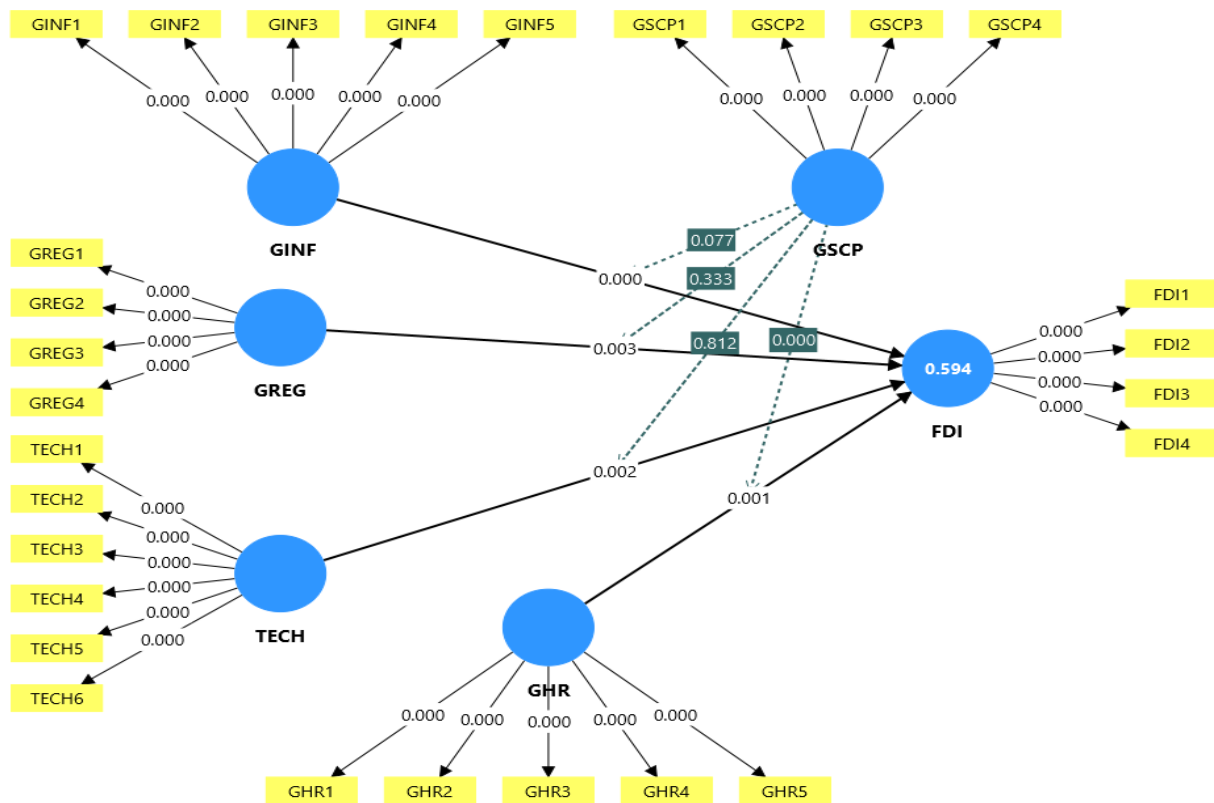 GINF1 GINF2 GINF3 GINF4 GINF5 GSCP1 GSCP2 GSCP3 GSCP4
0.000 0.000 0.000 0.000 0.000 0.000 0.000 0.000 0.000
GINF GSCP
0.077
0.333
0.000
0.812 0.000
GREG1
GREG2
GREG3
GREG4
0.000
0.000
0.000
0.000
GREG
0.003
0.594
FDI
FDI1
FDI2
FDI3
FDI4
0.000
0.000
0.000
0.000
TECH1
TECH2
TECH3
TECH4
TECH5
TECH6
0.000
0.000
0.000
0.000
0.000
0.000
TECH
0.002
0.001
GHR
0.000 0.000 0.000 0.000 0.000
GHR1 GHR2 GHR3 GHR4 GHR5